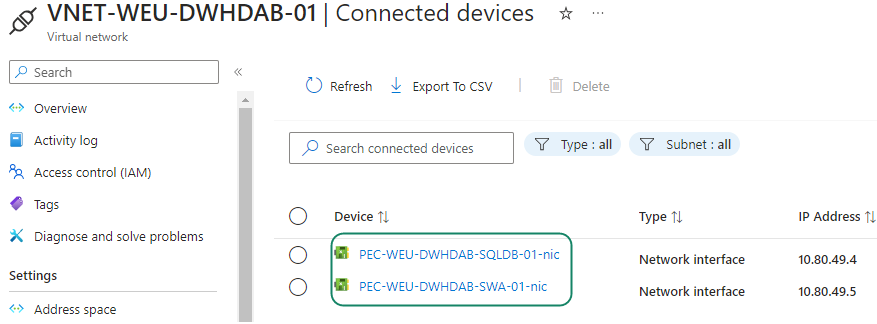 VNET-WEU-DWHDAB-01 | Connected devices
Virtual network
Search
Overview
Activity log
Access control (IAM)
Tags
Diagnose and solve problems
Settings
Address space
Refresh Export To CSV Delete
Search connected devices Type : all Subnet : all
Device Type IP Address
PEC-WEU-DWHDAB-SQLDB-01-nic Network interface 10.80.49.4
PEC-WEU-DWHDAB-SWA-01-nic Network interface 10.80.49.5